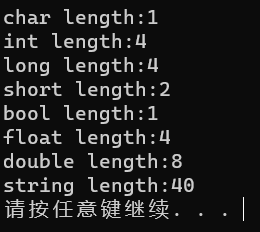 char length:1
int length:4
long length:4
short length:2
bool length:1
float length:4
double length:8
string length:40
请按任意键继续. . .